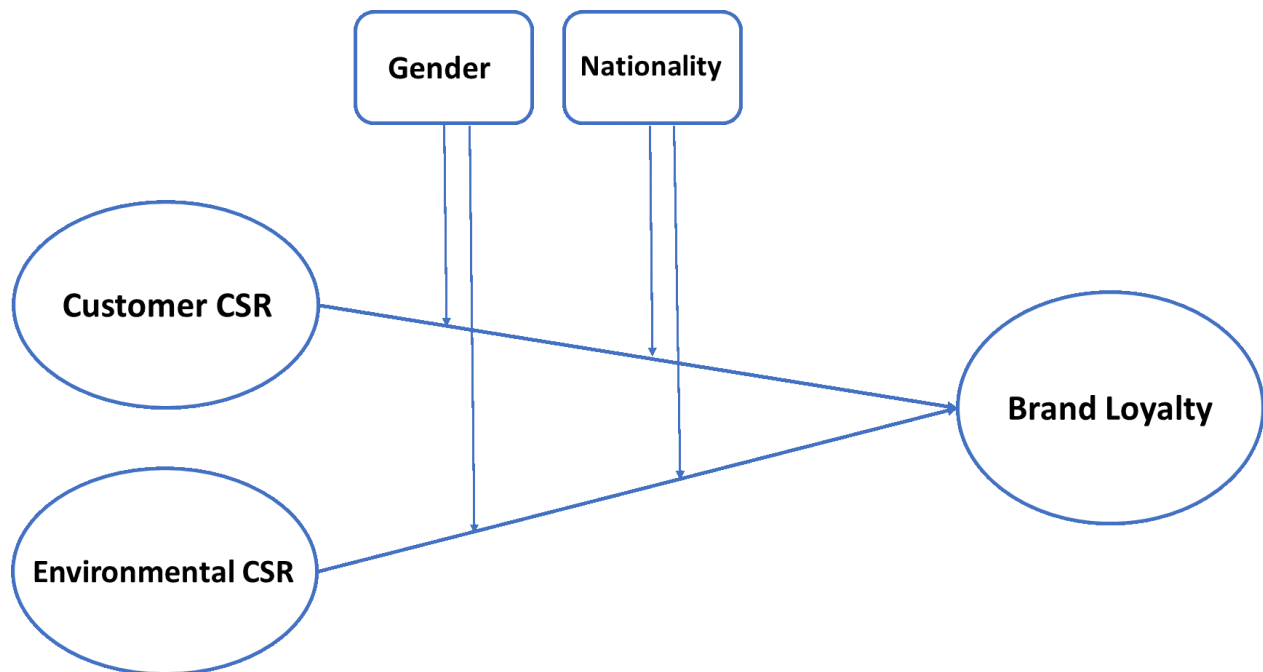 Gender
Nationality
Customer CSR
Brand Loyalty
Environmental CSR